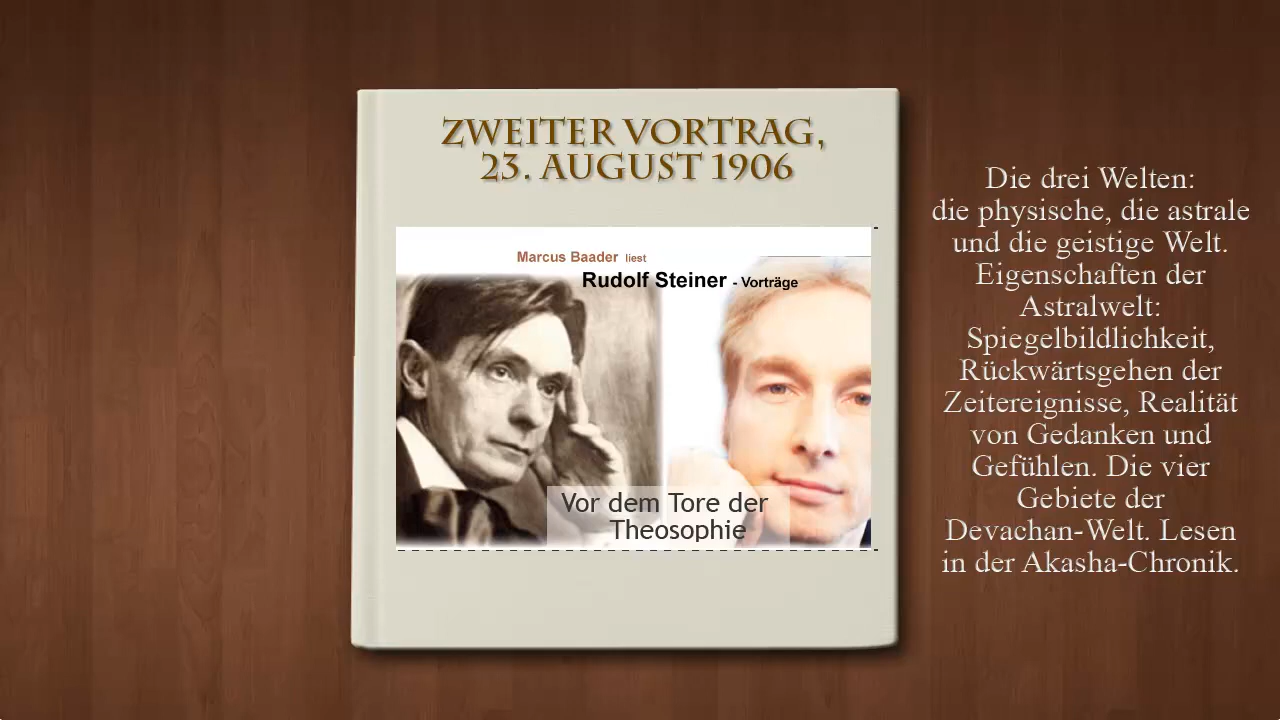 ZWEITER VORTRAG,
23. AUGUST 1906
Marcus Baader liest
Rudolf Steiner - Vorträge
Vor dem Tore der
Theosophie
Die drei Welten:
die physische, die astrale
und die geistige Welt.
Eigenschaften der
Astralwelt:
Spiegelbildlichkeit,
Rückwärtsgehen der
Zeitereignisse, Realität
von Gedanken und
Gefühlen. Die vier
Gebiete der
Devachan-Welt. Lesen
in der Akasha-Chronik.